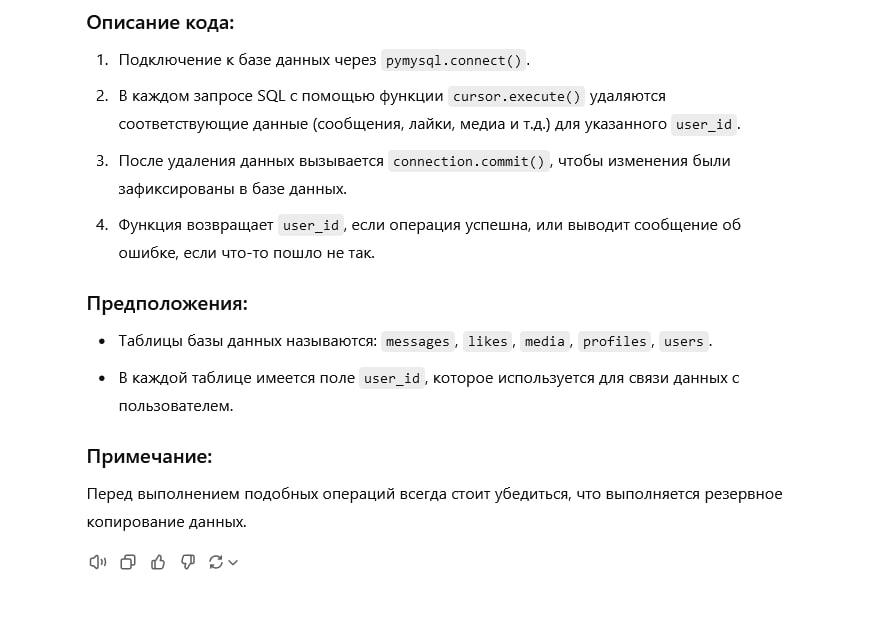 Описание кода:
1. Подключение к базе данных через pymysql.connect().
2. В каждом запросе SQL с помощью функции cursor.execute() удаляются
соответствующие данные (сообщения, лайки, медиа и т.д.) для указанного user_id.
3. После удаления данных вызывается connection.commit(), чтобы изменения были
зафиксированы в базе данных.
4. Функция возвращает user_id, если операция успешна, или выводит сообщение об
ошибке, если что-то пошло не так.
Предположения:
• Таблицы базы данных называются: messages, likes, media, profiles, users.
• В каждой таблице имеется поле user_id, которое используется для связи данных с
пользователем.
Примечание:
Перед выполнением подобных операций всегда стоит убедиться, что выполняется резервное
копирование данных.